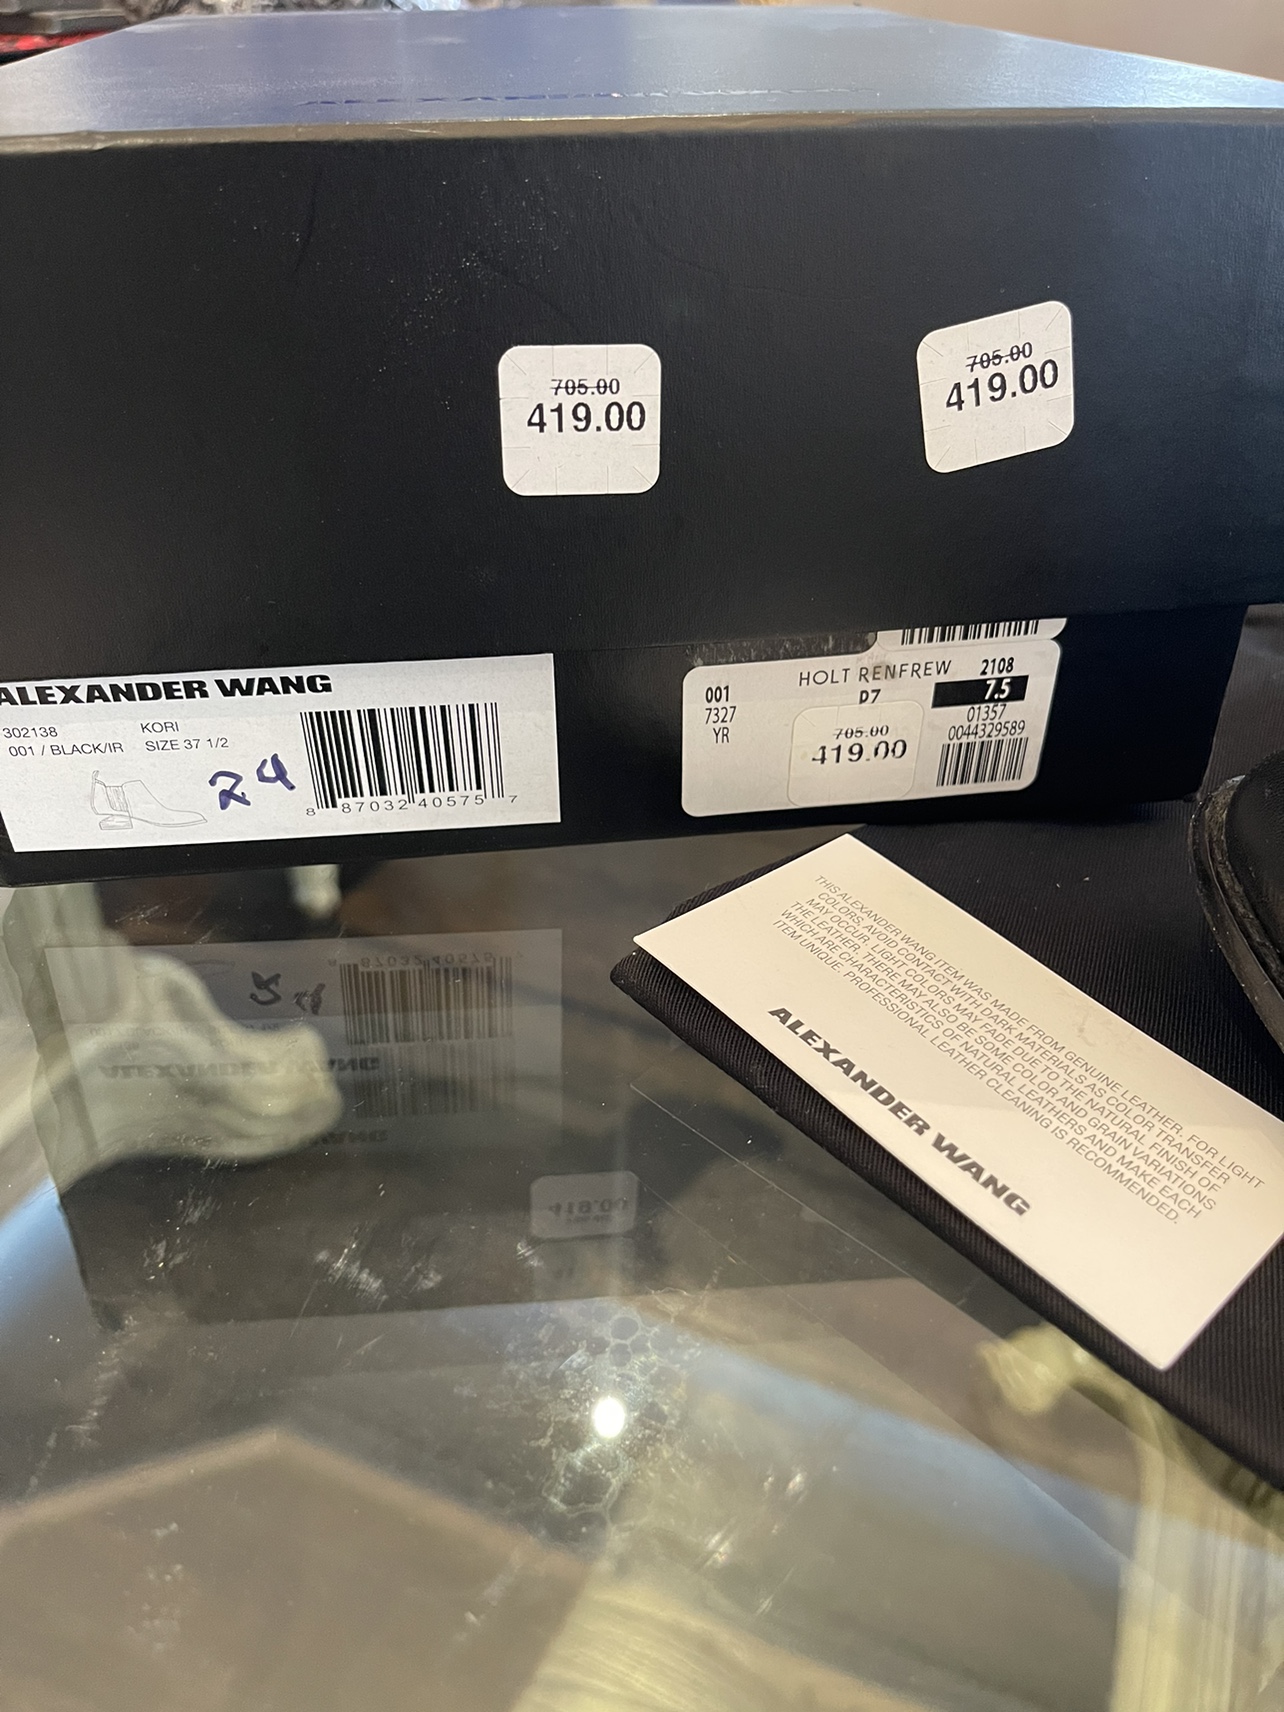 705.00
419.00
705.00
419.00
ALEXANDER WANG
302138 KORI
001 / BLACK/IR SIZE 37 1/2
24
8 87032 40575 7
HOLT RENFREW 2108
001 P7 7.5
7327 01357
YR 705.00 0044329589
419.00
THIS ALEXANDER WANG ITEM WAS MADE FROM GENUINE LEATHER. FOR LIGHT
COLORS, AVOID CONTACT WITH DARK MATERIALS AS COLOR TRANSFER
MAY OCCUR. LIGHT COLORS MAY FADE DUE TO THE NATURAL FINISH OF
THE LEATHER. THERE MAY ALSO BE SOME COLOR AND GRAIN VARIATIONS
WHICH ARE CHARACTERISTICS OF NATURAL LEATHERS AND MAKE EACH
ITEM UNIQUE. PROFESSIONAL LEATHER CLEANING IS RECOMMENDED.
ALEXANDER WANG